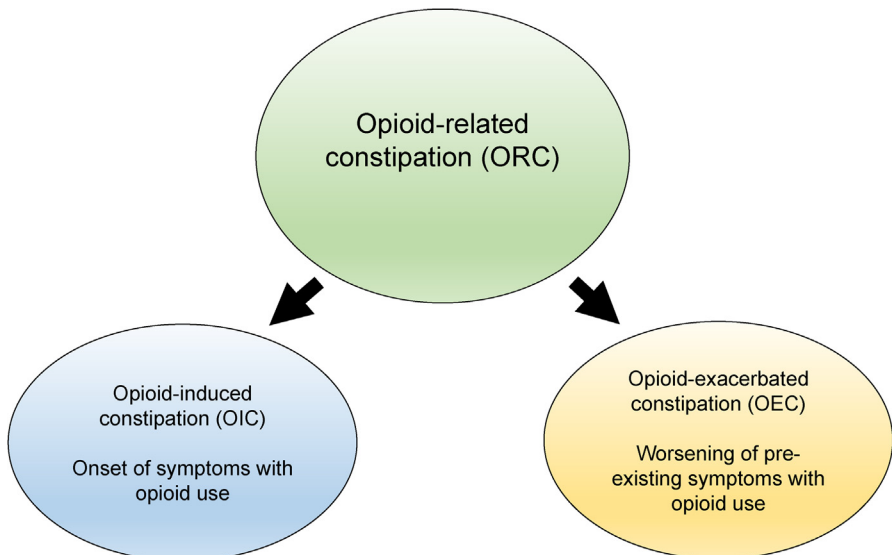 Opioid-related
constipation (ORC)
Opioid-induced
constipation (OIC)
Onset of symptoms with
opioid use
Opioid-exacerbated
constipation (OEC)
Worsening of pre-
existing symptoms with
opioid use